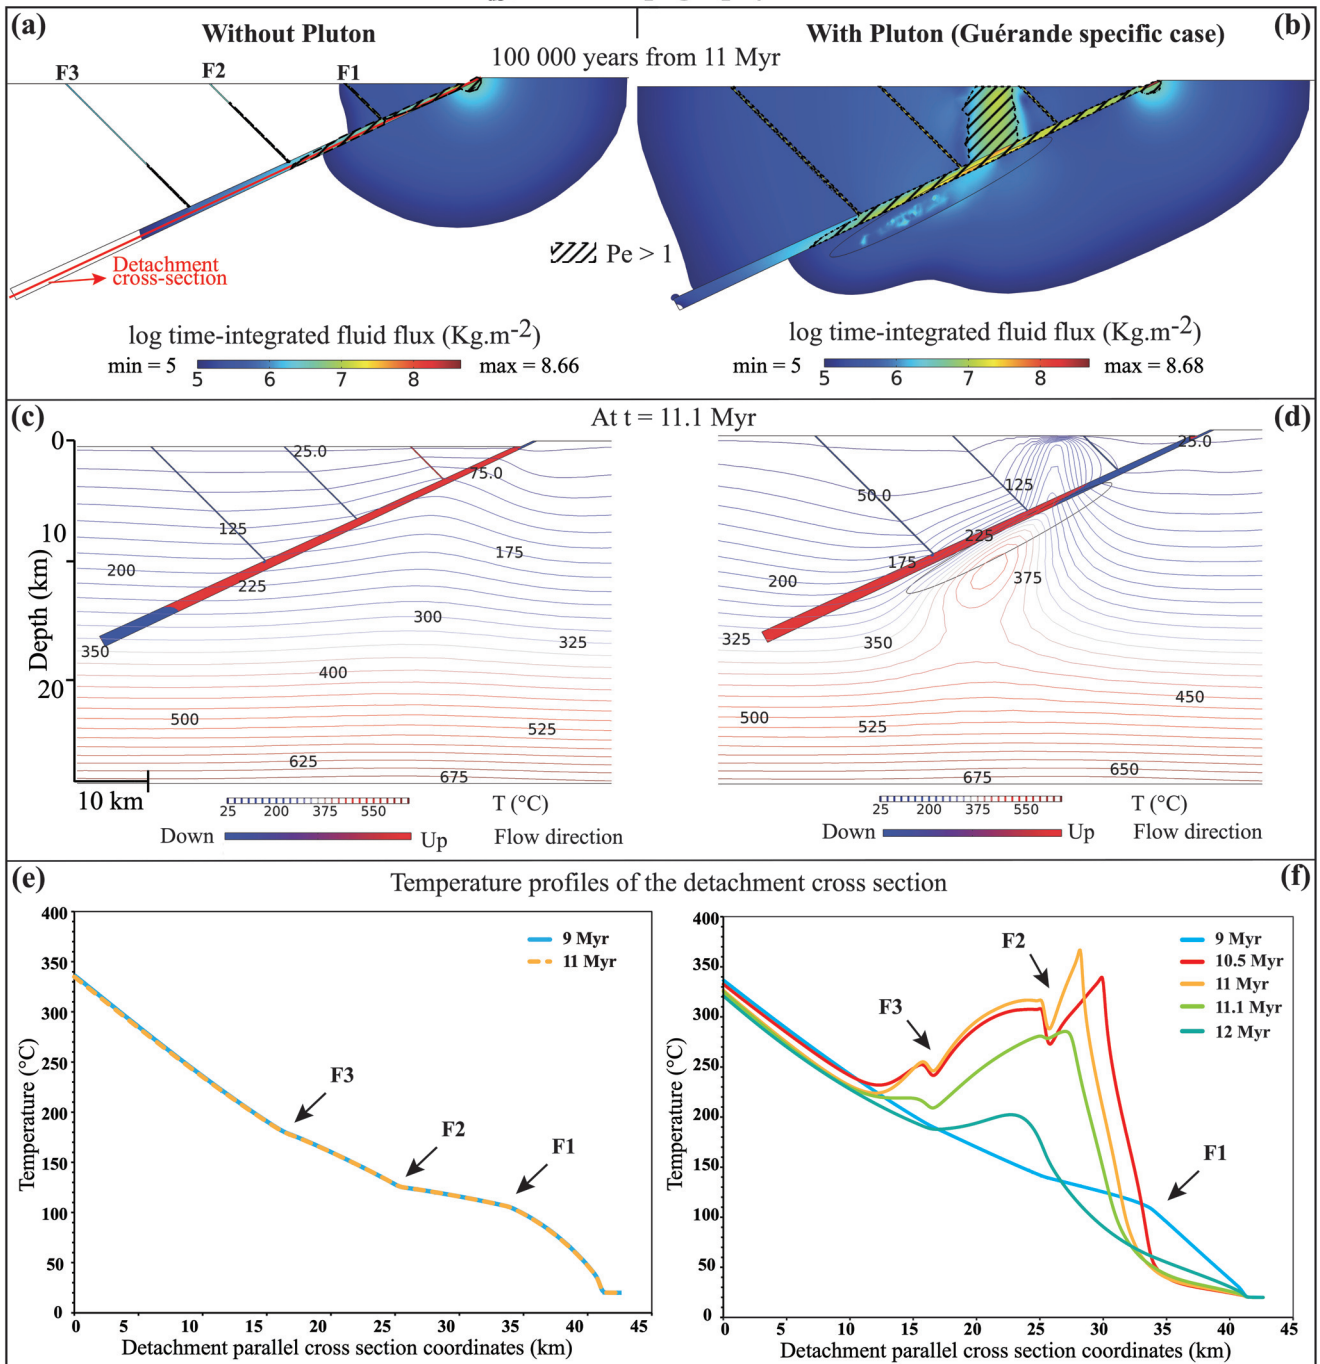 (a)
Without Pluton
With Pluton (Guérande specific case)
(b)
100 000 years from 11 Myr
F3
F2
F1
Detachment
cross-section
Pe > 1
log time-integrated fluid flux (Kg.m-2)
min = 5
5
6
7
8
max = 8.66
log time-integrated fluid flux (Kg.m-2)
min = 5
5
6
7
8
max = 8.68
(c)
At t = 11.1 Myr
(d)
Depth (km)
0
10
20
25.0
75.0
125
175
200
225
300
325
350
400
500
525
625
675
10 km
25
200
375
550
T (°C)
Down
Up
Flow direction
25.0
50.0
125
225
175
375
200
325
350
450
500
525
650
675
25
200
375
550
T (°C)
Down
Up
Flow direction
(e)
Temperature profiles of the detachment cross section
(f)
Temperature (°C)
400
350
300
250
200
150
100
50
0
9 Myr
11 Myr
F3
F2
F1
0
5
10
15
20
25
30
35
40
45
Detachment parallel cross section coordinates (km)
Temperature (°C)
400
350
300
250
200
150
100
50
0
9 Myr
10.5 Myr
11 Myr
11.1 Myr
12 Myr
F3
F2
F1
0
5
10
15
20
25
30
35
40
45
Detachment parallel cross section coordinates (km)